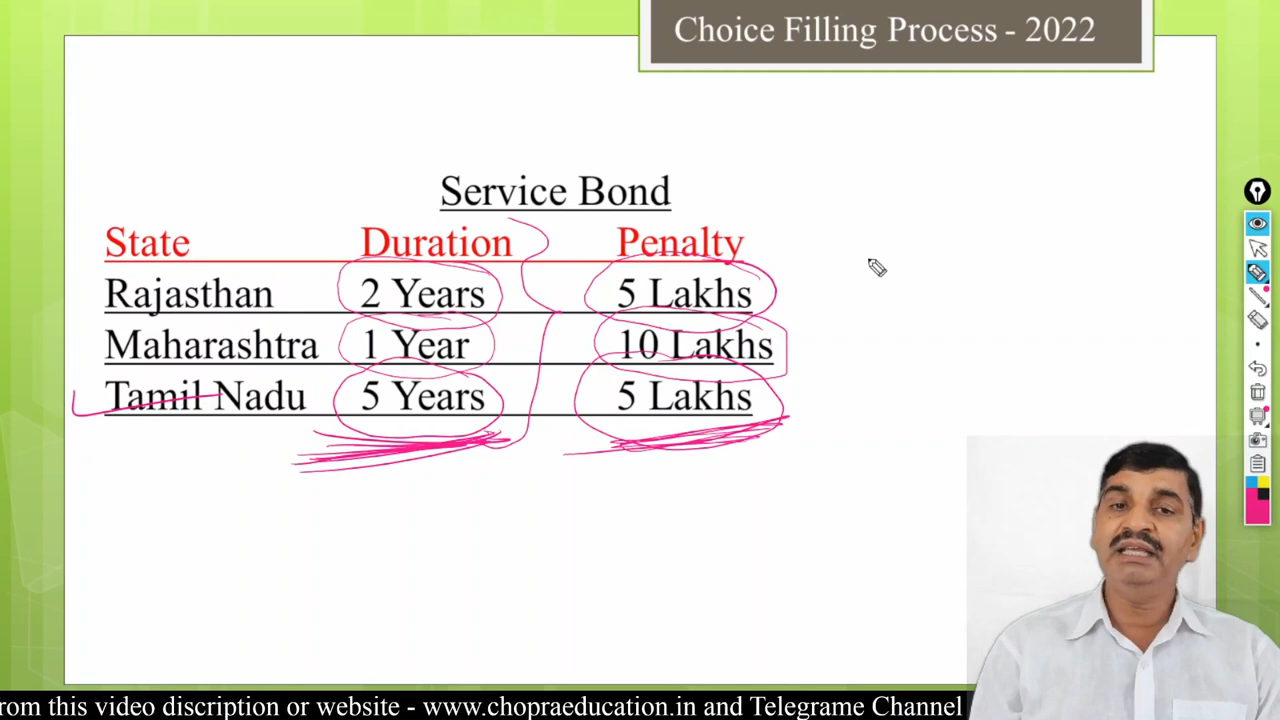 Choice Filling Process - 2022
Service Bond
State Duration Penalty
Rajasthan 2 Years 5 Lakhs
Maharashtra 1 Year 10 Lakhs
Tamil Nadu 5 Years 5 Lakhs
rom this video discription or website - www.chopraeducation.in and Telegrame Channel